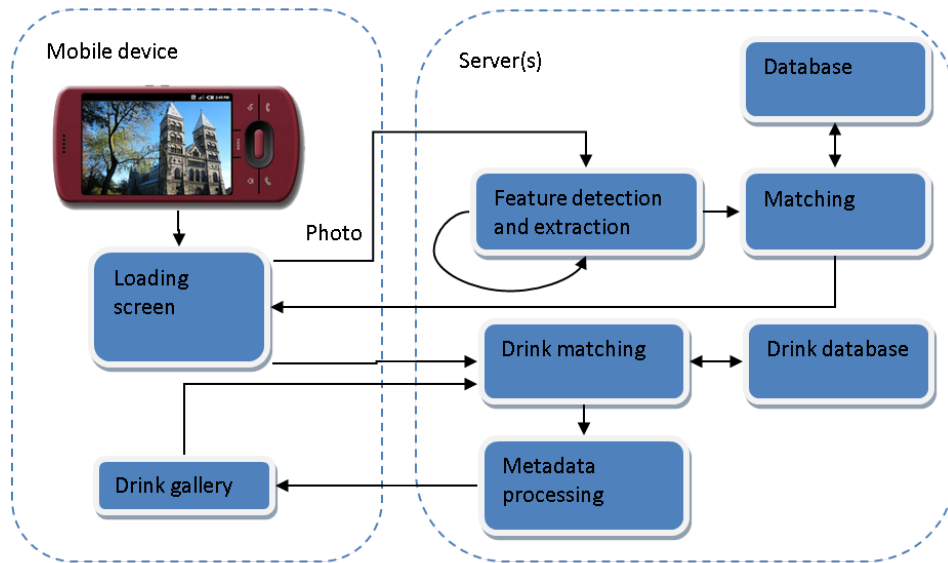 Mobile device
Server(s)
Database
Photo
Feature detection
and extraction
Matching
Loading
screen
Drink matching
Drink database
Drink gallery
Metadata
processing